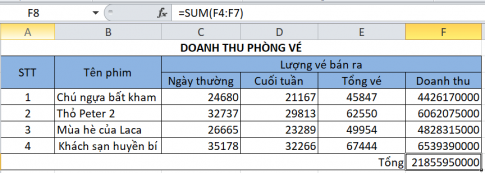 F8 fx =SUM(F4:F7)
A B C D E F
DOANH THU PHÒNG VÉ
STT Tên phim Lượng vé bán ra
Ngày thường Cuối tuần Tổng vé Doanh thu
1 Chú ngựa bất kham 24680 21167 45847 4426170000
2 Thỏ Peter 2 32737 29813 62550 6062075000
3 Mùa hè của Laca 26665 23289 49954 4828315000
4 Khách sạn huyền bí 35178 32266 67444 6539390000
Tổng 21855950000